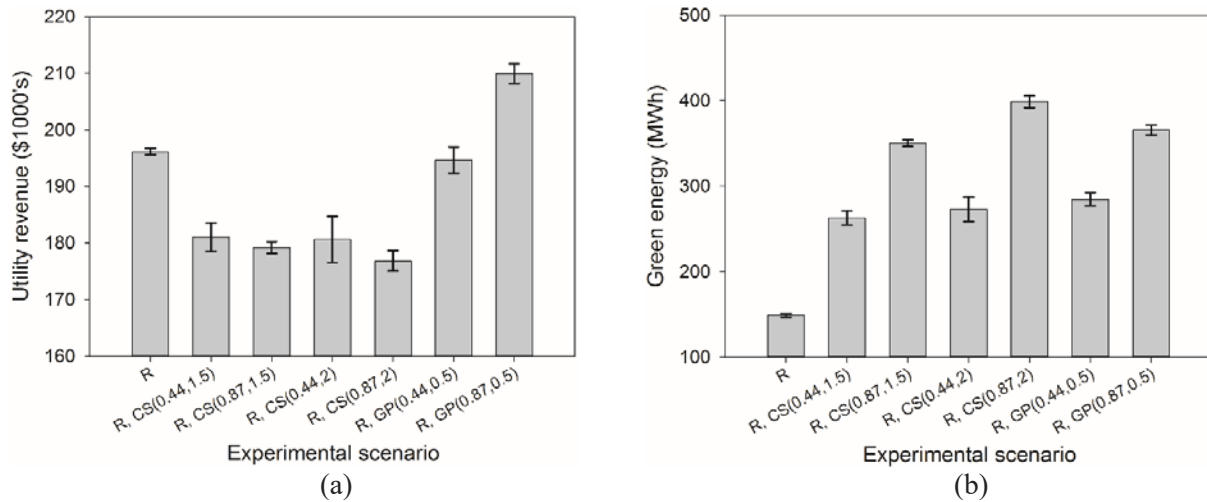 220
210
200
190
180
170
160
Utility revenue ($1000's)
R
R, CS(0.44,1.5)
R, CS(0.87,1.5)
R, CS(0.44,2)
R, CS(0.87,2)
R, GP(0.44,0.5)
R, GP(0.87,0.5)
Experimental scenario
(a)
500
400
300
200
100
Green energy (MWh)
R
R, CS(0.44,1.5)
R, CS(0.87,1.5)
R, CS(0.44,2)
R, CS(0.87,2)
R, GP(0.44,0.5)
R, GP(0.87,0.5)
Experimental scenario
(b)